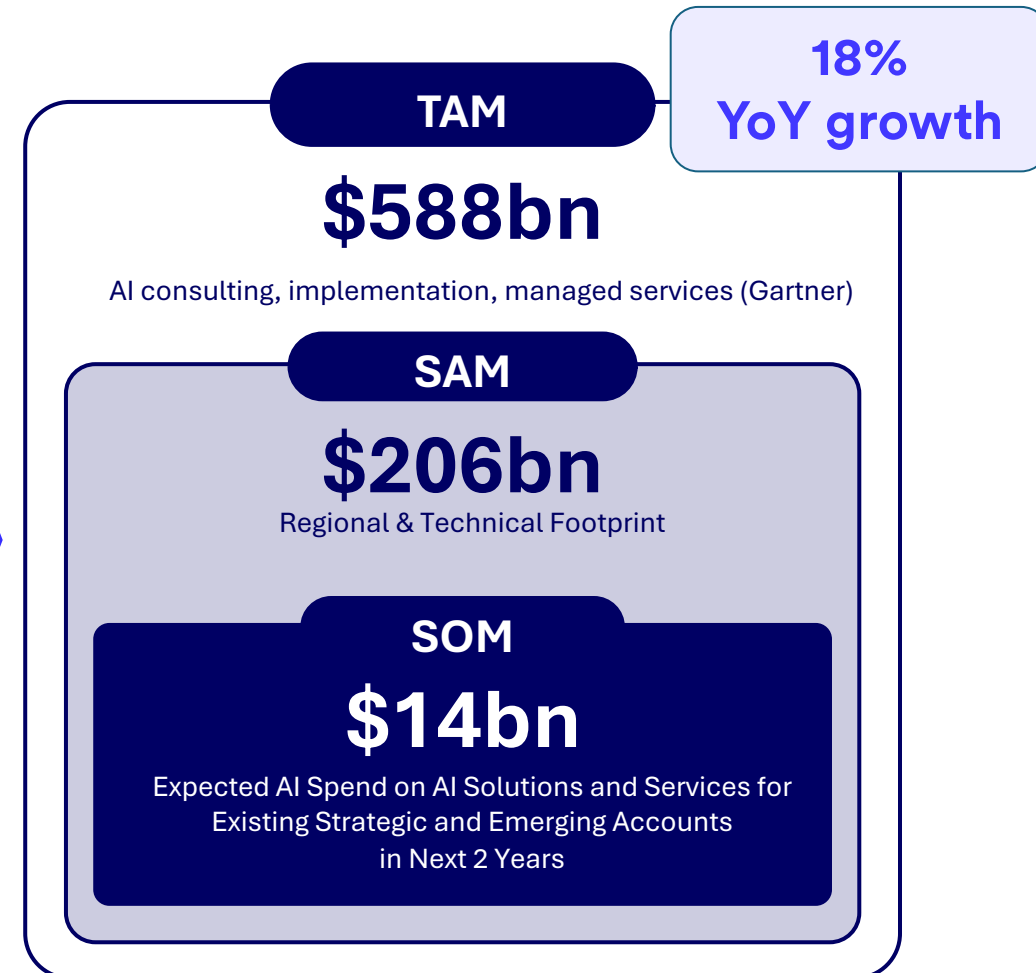 18%
YoY growth
TAM
$588bn
AI consulting, implementation, managed services (Gartner)
SAM
$206bn
Regional & Technical Footprint
SOM
$14bn
Expected AI Spend on AI Solutions and Services for
Existing Strategic and Emerging Accounts
in Next 2 Years